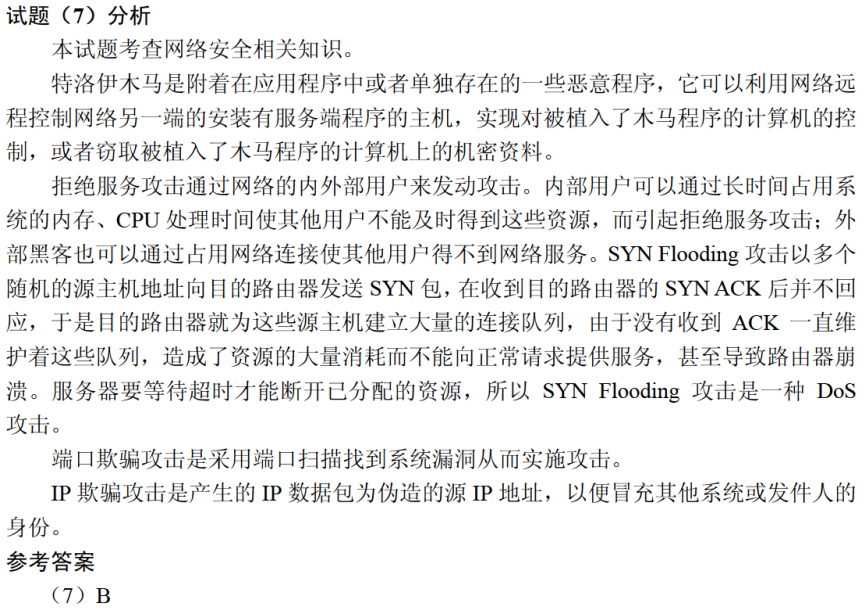 试题（7）分析
本试题考查网络安全相关知识。
特洛伊木马是附着在应用程序中或者单独存在的一些恶意程序，它可以利用网络远
程控制网络另一端的安装有服务端程序的主机，实现对被植入了木马程序的计算机的控
制，或者窃取被植入了木马程序的计算机上的机密资料。
拒绝服务攻击通过网络的内外部用户来发动攻击。内部用户可以通过长时间占用系
统的内存、CPU 处理时间使其他用户不能及时得到这些资源，而引起拒绝服务攻击；外
部黑客也可以通过占用网络连接使其他用户得不到网络服务。SYN Flooding 攻击以多个
随机的源主机地址向目的路由器发送 SYN 包，在收到目的路由器的 SYN ACK 后并不回
应，于是目的路由器就为这些源主机建立大量的连接队列，由于没有收到 ACK 一直维
护着这些队列，造成了资源的大量消耗而不能向正常请求提供服务，甚至导致路由器崩
溃。服务器要等待超时才能断开已分配的资源，所以 SYN Flooding 攻击是一种 DoS
攻击。
端口欺骗攻击是采用端口扫描找到系统漏洞从而实施攻击。
IP 欺骗攻击是产生的 IP 数据包为伪造的源 IP 地址，以便冒充其他系统或发件人的
身份。
参考答案
（7）B